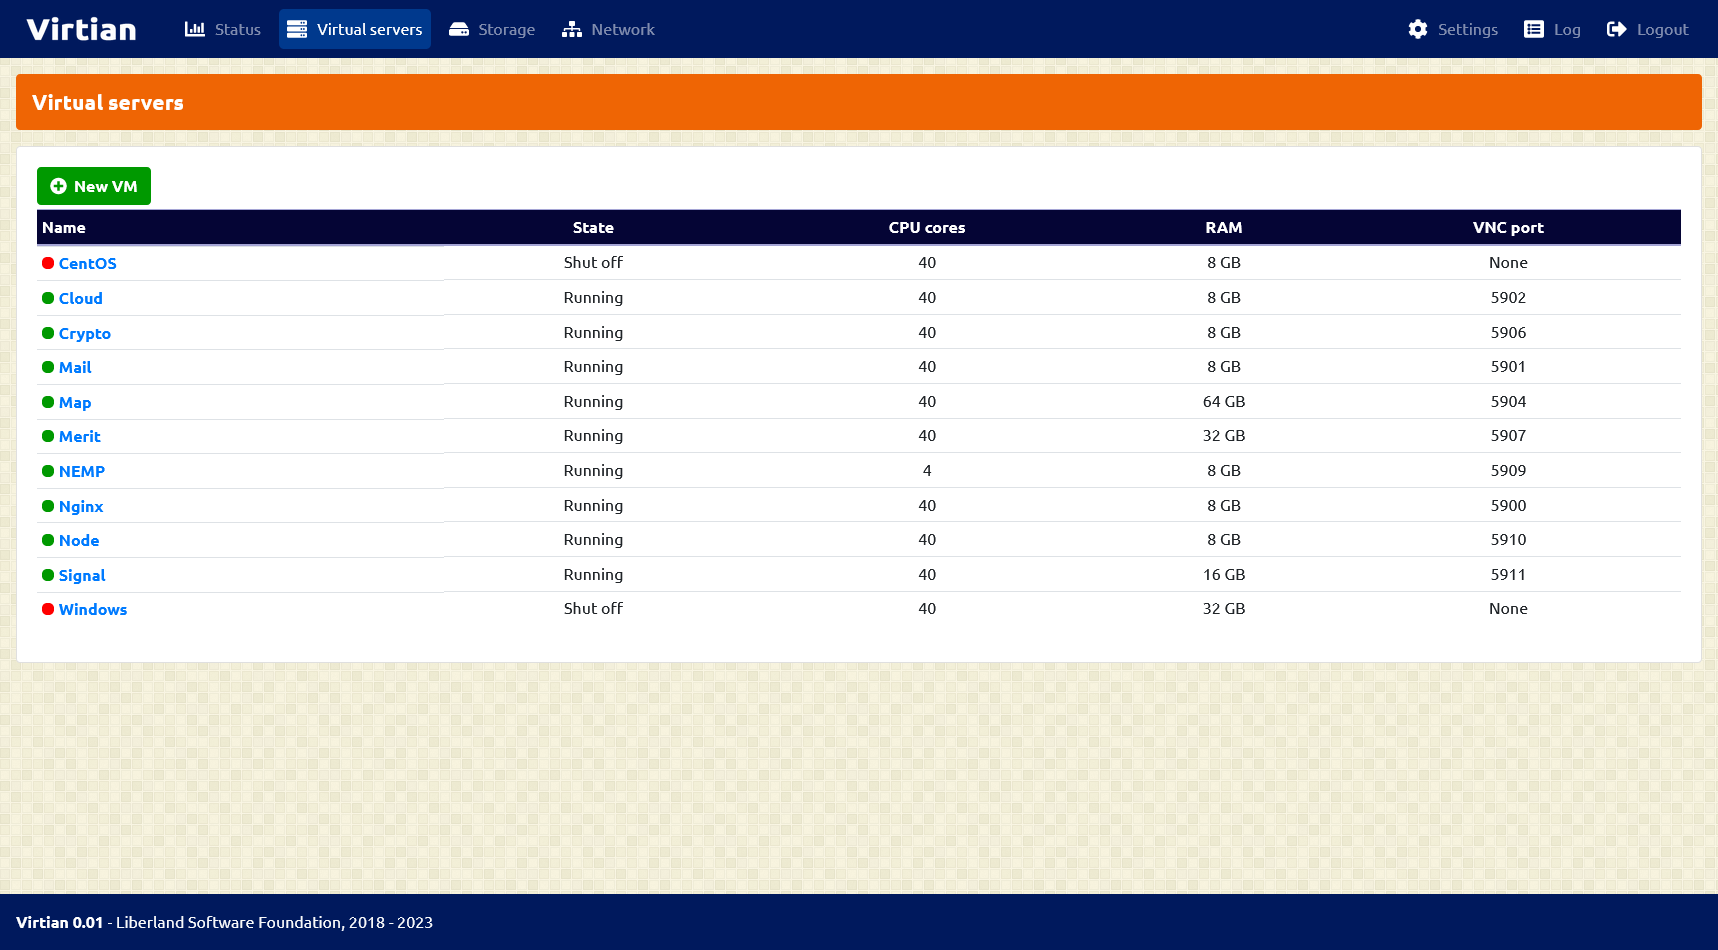 Virtian Status Virtual servers Storage Network Settings Log Logout
Virtual servers
New VM
Name State CPU cores RAM VNC port
CentOS Shut off 40 8 GB None
Cloud Running 40 8 GB 5902
Crypto Running 40 8 GB 5906
Mail Running 40 8 GB 5901
Map Running 40 64 GB 5904
Merit Running 40 32 GB 5907
NEMP Running 4 8 GB 5909
Nginx Running 40 8 GB 5900
Node Running 40 8 GB 5910
Signal Running 40 16 GB 5911
Windows Shut off 40 32 GB None
Virtian 0.01 - Liberland Software Foundation, 2018 - 2023